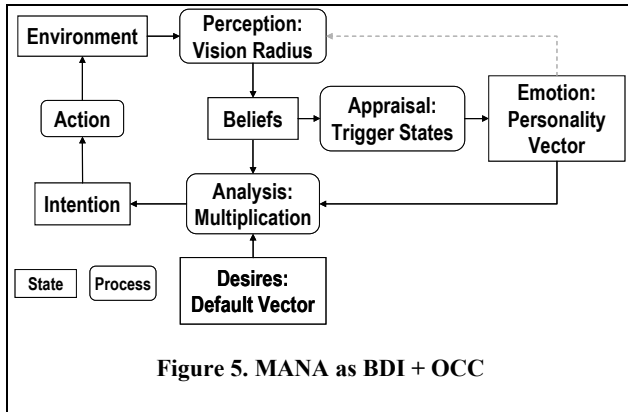 Environment
Perception:
Vision Radius
Action
Beliefs
Appraisal:
Trigger States
Emotion:
Personality
Vector
Intention
Analysis:
Multiplication
State
Process
Desires:
Default Vector
Figure 5. MANA as BDI + OCC